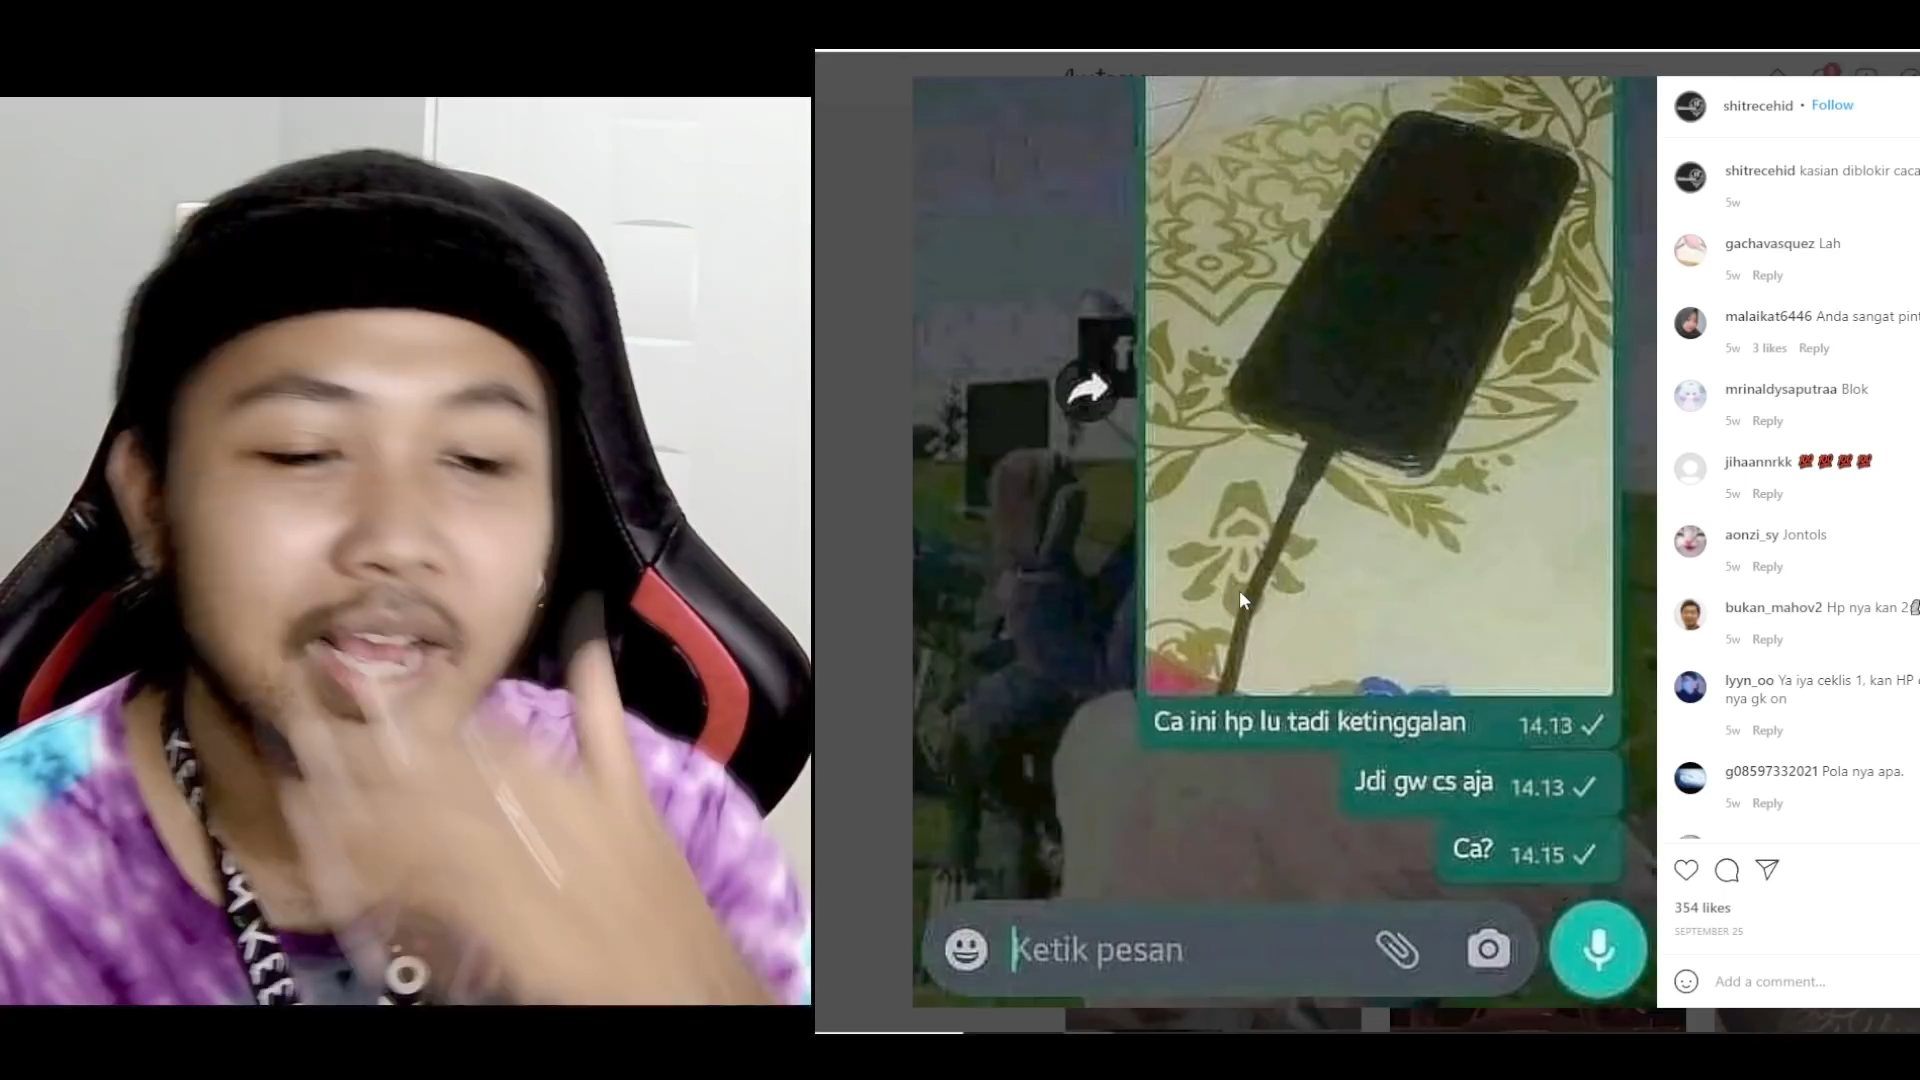 shitrecehid • Follow
shitrecehid kasian diblokir caca
5w
gachavasquez Lah
5w Reply
malaikat6446 Anda sangat pint
5w 3 likes Reply
mrinaldysaputraa Blok
5w Reply
jihaannrkk 💯 💯 💯 💯
5w Reply
aonzi_sy Jontols
5w Reply
bukan_mahov2 Hp nya kan 2
5w Reply
lyyn_oo Ya iya ceklis 1, kan HP
nya gk on
5w Reply
g08597332021 Pola nya apa.
5w Reply
354 likes
SEPTEMBER 25
Add a comment...
Ca ini hp lu tadi ketinggalan 14.13
Jdi gw cs aja 14.13
Ca? 14.15
Ketik pesan